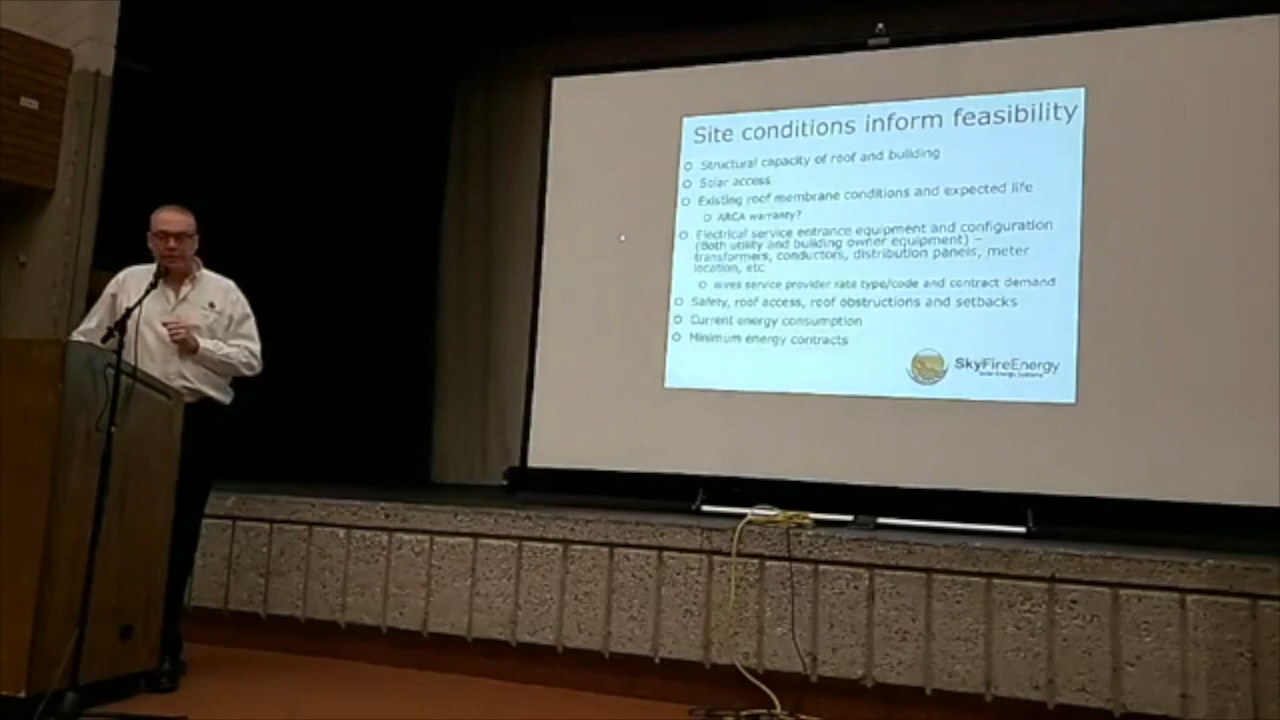 Site conditions inform feasibility
Structural capacity of roof and building
Solar access
Existing roof membrane conditions and expected life
ARCA warranty?
Electrical service entrance equipment and configuration
(Both utility and building owner equipment) –
transformers, conductors, distribution panels, meter
location, etc
Wires service provider rate type/code and contract demand
Safety, roof access, roof obstructions and setbacks
Current energy consumption
Minimum energy contracts
SkyFireEnergy
Solar Energy Systems